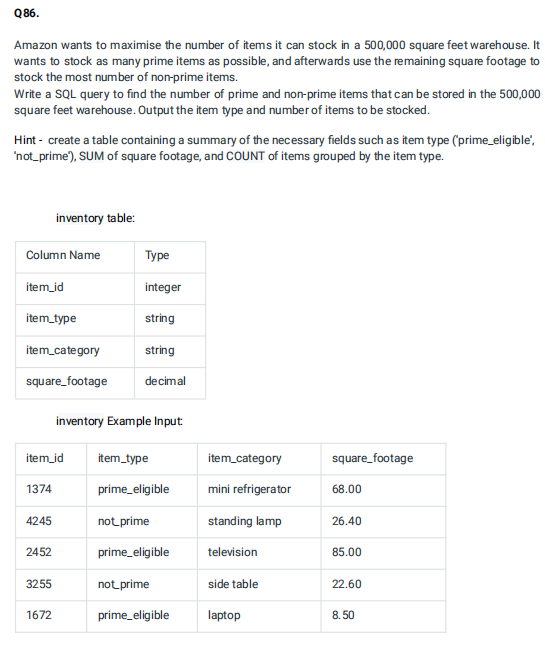 Q86.
Amazon wants to maximise the number of items it can stock in a 500,000 square feet warehouse. It
wants to stock as many prime items as possible, and afterwards use the remaining square footage to
stock the most number of non-prime items.
Write a SQL query to find the number of prime and non-prime items that can be stored in the 500,000
square feet warehouse. Output the item type and number of items to be stocked.
Hint - create a table containing a summary of the necessary fields such as item type ('prime_eligible',
'not_prime'), SUM of square footage, and COUNT of items grouped by the item type.
inventory table:
Column Name Type
item_id integer
item_type string
item_category string
square_footage decimal
inventory Example Input:
item_id item_type item_category square_footage
1374 prime_eligible mini refrigerator 68.00
4245 not_prime standing lamp 26.40
2452 prime_eligible television 85.00
3255 not_prime side table 22.60
1672 prime_eligible laptop 8.50